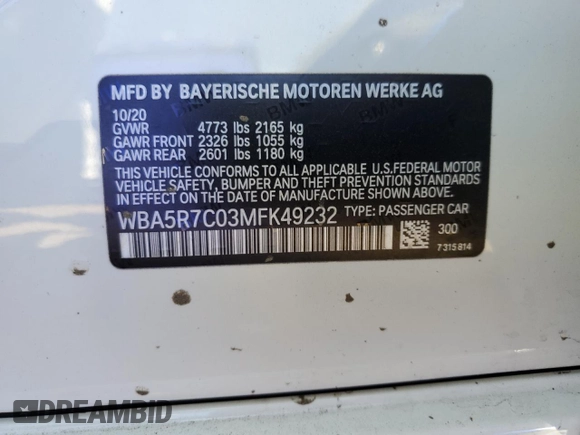 MFD BY BAYERISCHE MOTOREN WERKE AG
10/20
GVWR 4773 lbs 2165 kg
GAWR FRONT 2326 lbs 1055 kg
GAWR REAR 2601 lbs 1180 kg
THIS VEHICLE CONFORMS TO ALL APPLICABLE U.S.FEDERAL MOTOR
VEHICLE SAFETY, BUMPER AND THEFT PREVENTION STANDARDS
IN EFFECT ON THE DATE OF MANUFACTURE SHOWN ABOVE.
WBA5R7C03MFK49232 TYPE: PASSENGER CAR
300
7315814
DREAMBID